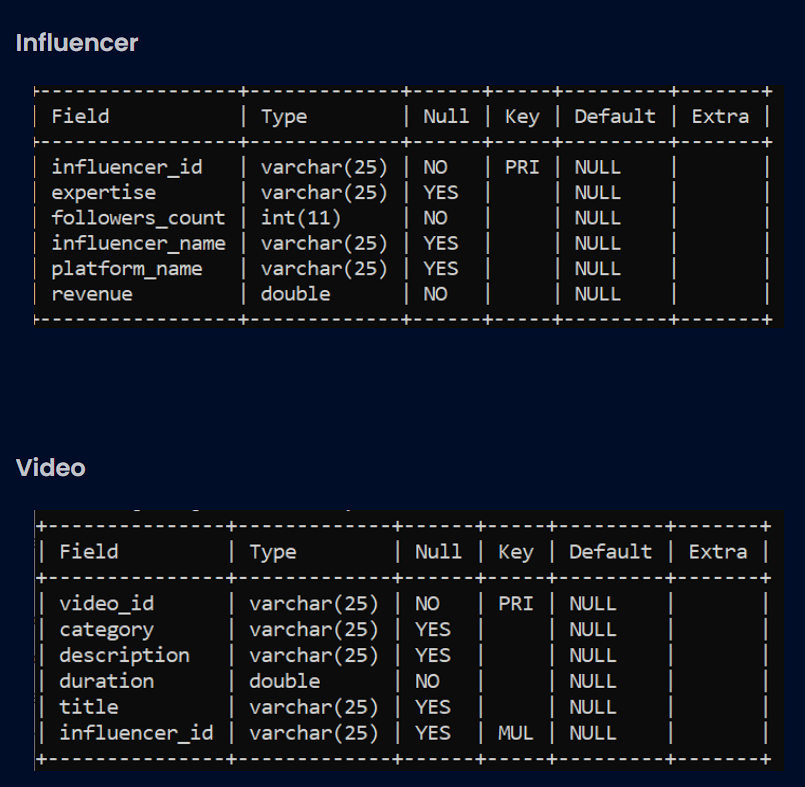 Influencer
+------------------+--------------+------+-----+---------+-------+
| Field            | Type         | Null | Key | Default | Extra |
+------------------+--------------+------+-----+---------+-------+
| influencer_id    | varchar(25)  | NO   | PRI | NULL    |       |
| expertise        | varchar(25)  | YES  |     | NULL    |       |
| followers_count  | int(11)      | NO   |     | NULL    |       |
| influencer_name  | varchar(25)  | YES  |     | NULL    |       |
| platform_name    | varchar(25)  | YES  |     | NULL    |       |
| revenue          | double       | NO   |     | NULL    |       |
+------------------+--------------+------+-----+---------+-------+
Video
+---------------+-------------+------+-----+---------+-------+
| Field         | Type        | Null | Key | Default | Extra |
+---------------+-------------+------+-----+---------+-------+
| video_id      | varchar(25) | NO   | PRI | NULL    |       |
| category      | varchar(25) | YES  |     | NULL    |       |
| description   | varchar(25) | YES  |     | NULL    |       |
| duration      | double      | NO   |     | NULL    |       |
| title         | varchar(25) | YES  |     | NULL    |       |
| influencer_id | varchar(25) | YES  | MUL | NULL    |       |
+---------------+-------------+------+-----+---------+-------+